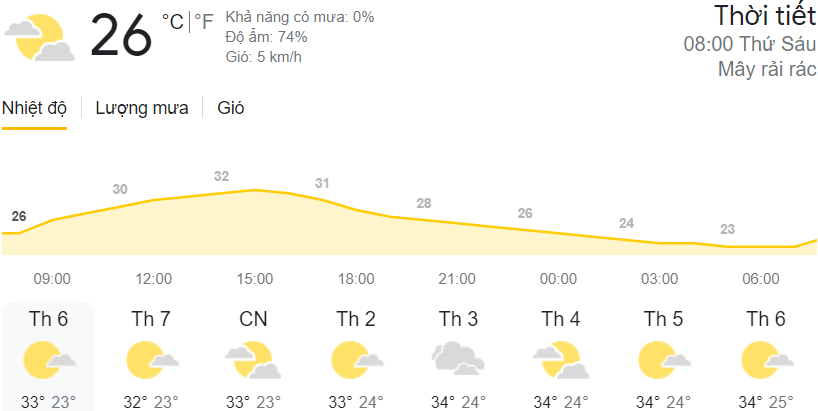 26 °C | °F
Khả năng có mưa: 0%
Độ ẩm: 74%
Gió: 5 km/h
Thời tiết
08:00 Thứ Sáu
Mây rải rác
Nhiệt độ | Lượng mưa | Gió
26 30 32 31 28 26 24 23
09:00 12:00 15:00 18:00 21:00 00:00 03:00 06:00
Th 6 Th 7 CN Th 2 Th 3 Th 4 Th 5 Th 6
33° 23° 32° 23° 33° 23° 33° 24° 34° 24° 34° 24° 34° 24° 34° 25°